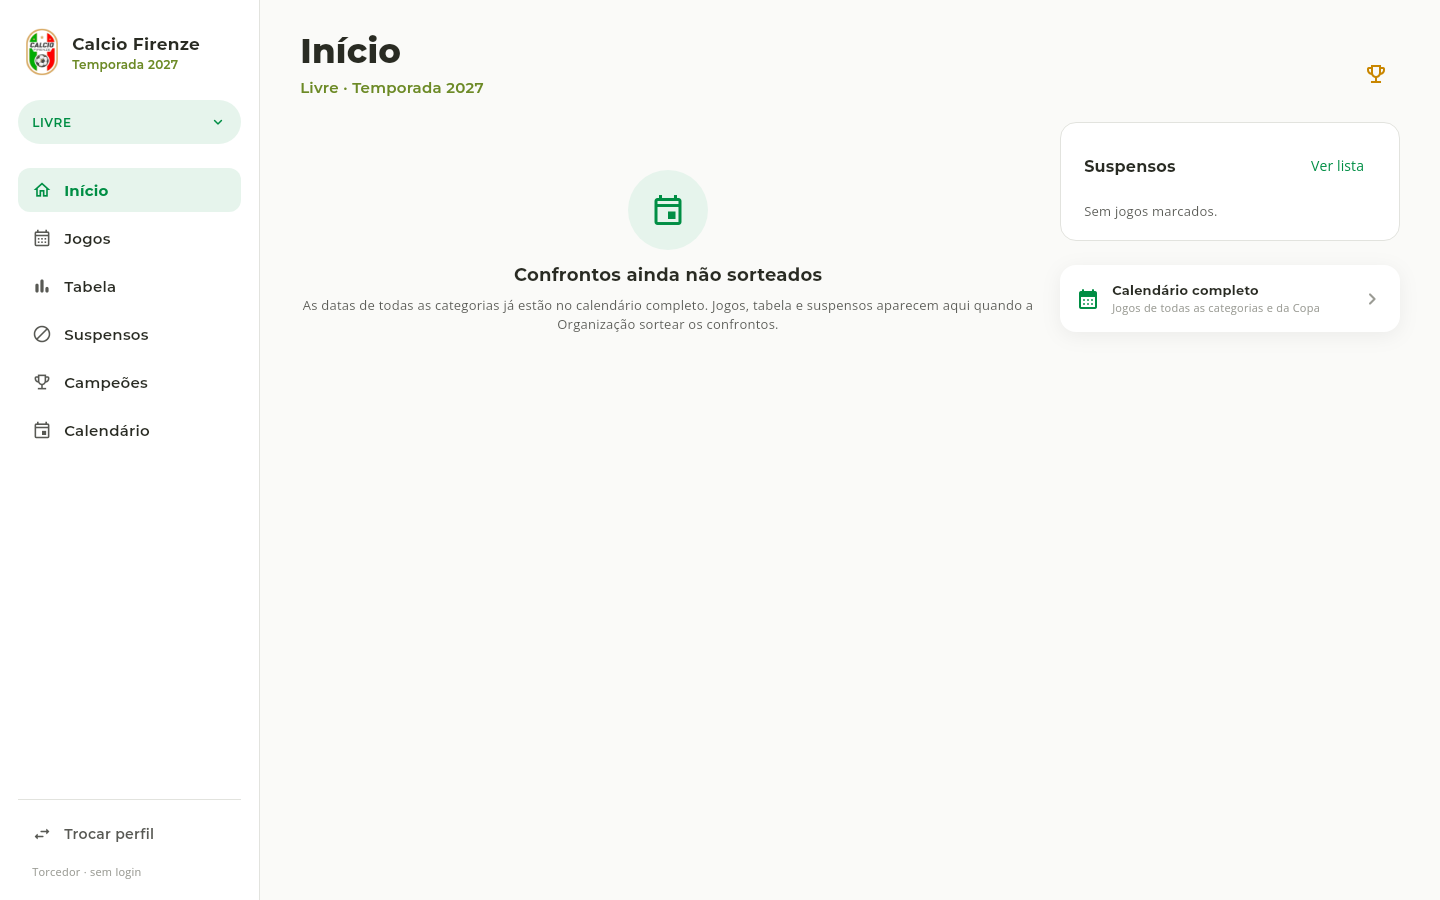 CALCIO
Calcio Firenze
Temporada 2027
LIVRE
Início
Jogos
Tabela
Suspensos
Campeões
Calendário
Trocar perfil
Torcedor · sem login
Início
Livre · Temporada 2027
Confrontos ainda não sorteados
As datas de todas as categorias já estão no calendário completo. Jogos, tabela e suspensos aparecem aqui quando a
Organização sortear os confrontos.
Suspensos
Ver lista
Sem jogos marcados.
Calendário completo
Jogos de todas as categorias e da Copa